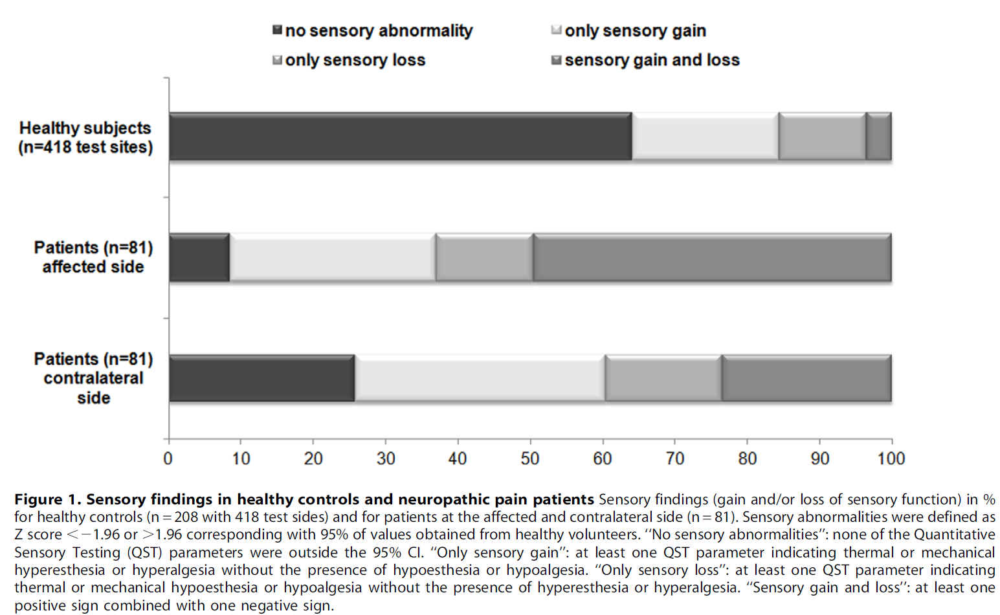 no sensory abnormality
only sensory gain
only sensory loss
sensory gain and loss
Healthy subjects
(n=418 test sites)
Patients (n=81)
affected side
Patients (n=81)
contralateral
side
0 10 20 30 40 50 60 70 80 90 100
Figure 1. Sensory findings in healthy controls and neuropathic pain patients Sensory findings (gain and/or loss of sensory function) in %
for healthy controls (n = 208 with 418 test sides) and for patients at the affected and contralateral side (n = 81). Sensory abnormalities were defined as
Z score <−1.96 or >1.96 corresponding with 95% of values obtained from healthy volunteers. ‘‘No sensory abnormalities’’: none of the Quantitative
Sensory Testing (QST) parameters were outside the 95% CI. ‘‘Only sensory gain’’: at least one QST parameter indicating thermal or mechanical
hyperesthesia or hyperalgesia without the presence of hypoesthesia or hypoalgesia. ‘‘Only sensory loss’’: at least one QST parameter indicating
thermal or mechanical hypoesthesia or hypoalgesia without the presence of hyperesthesia or hyperalgesia. ‘‘Sensory gain and loss’’: at least one
positive sign combined with one negative sign.